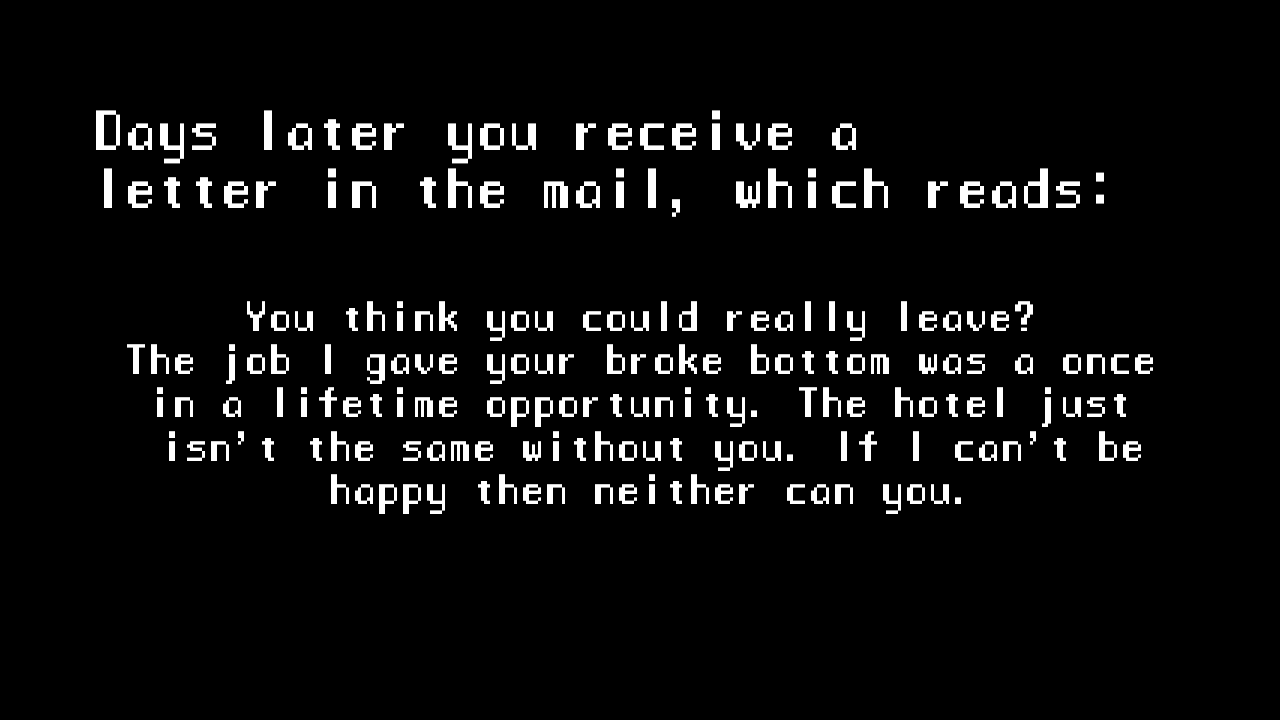 Days later you receive a
letter in the mail, which reads:
You think you could really leave?
The job I gave your broke bottom was a once
in a lifetime opportunity. The hotel just
isn't the same without you. If I can't be
happy then neither can you.